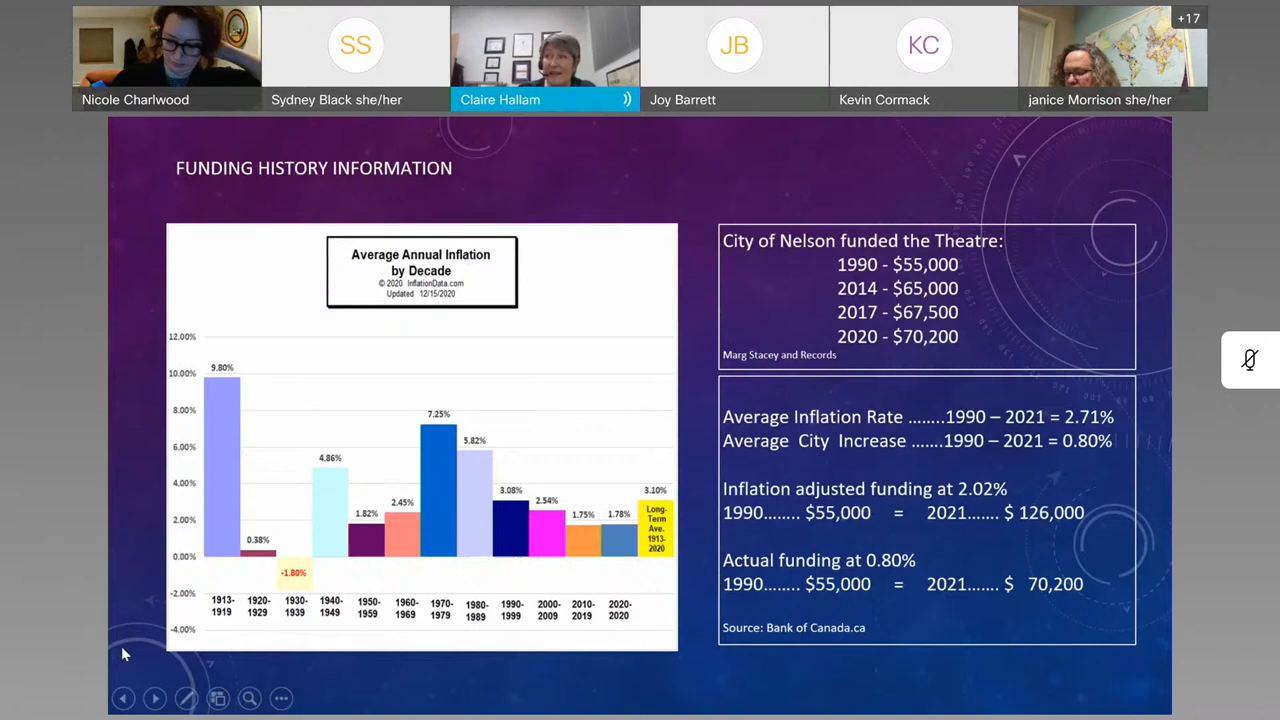 +17
SS
JB
KC
Nicole Charlwood
Sydney Black she/her
Claire Hallam
Joy Barrett
Kevin Cormack
janice Morrison she/her
FUNDING HISTORY INFORMATION
Average Annual Inflation
by Decade
© 2020 InflationData.com
Updated 12/15/2020
12.00%
10.00%
8.00%
6.00%
4.00%
2.00%
0.00%
-2.00%
-4.00%
9.80%
0.38%
-1.80%
4.86%
1.82%
2.45%
7.25%
5.82%
3.08%
2.54%
1.75%
1.78%
3.10%
Long-
Term
Ave.
1913-
2020
1913-
1919
1920-
1929
1930-
1939
1940-
1949
1950-
1959
1960-
1969
1970-
1979
1980-
1989
1990-
1999
2000-
2009
2010-
2019
2020-
2020
City of Nelson funded the Theatre:
1990 - $55,000
2014 - $65,000
2017 - $67,500
2020 - $70,200
Marg Stacey and Records
Average Inflation Rate ........1990 – 2021 = 2.71%
Average City Increase .......1990 – 2021 = 0.80%
Inflation adjusted funding at 2.02%
1990........ $55,000 = 2021....... $ 126,000
Actual funding at 0.80%
1990........ $55,000 = 2021....... $ 70,200
Source: Bank of Canada.ca